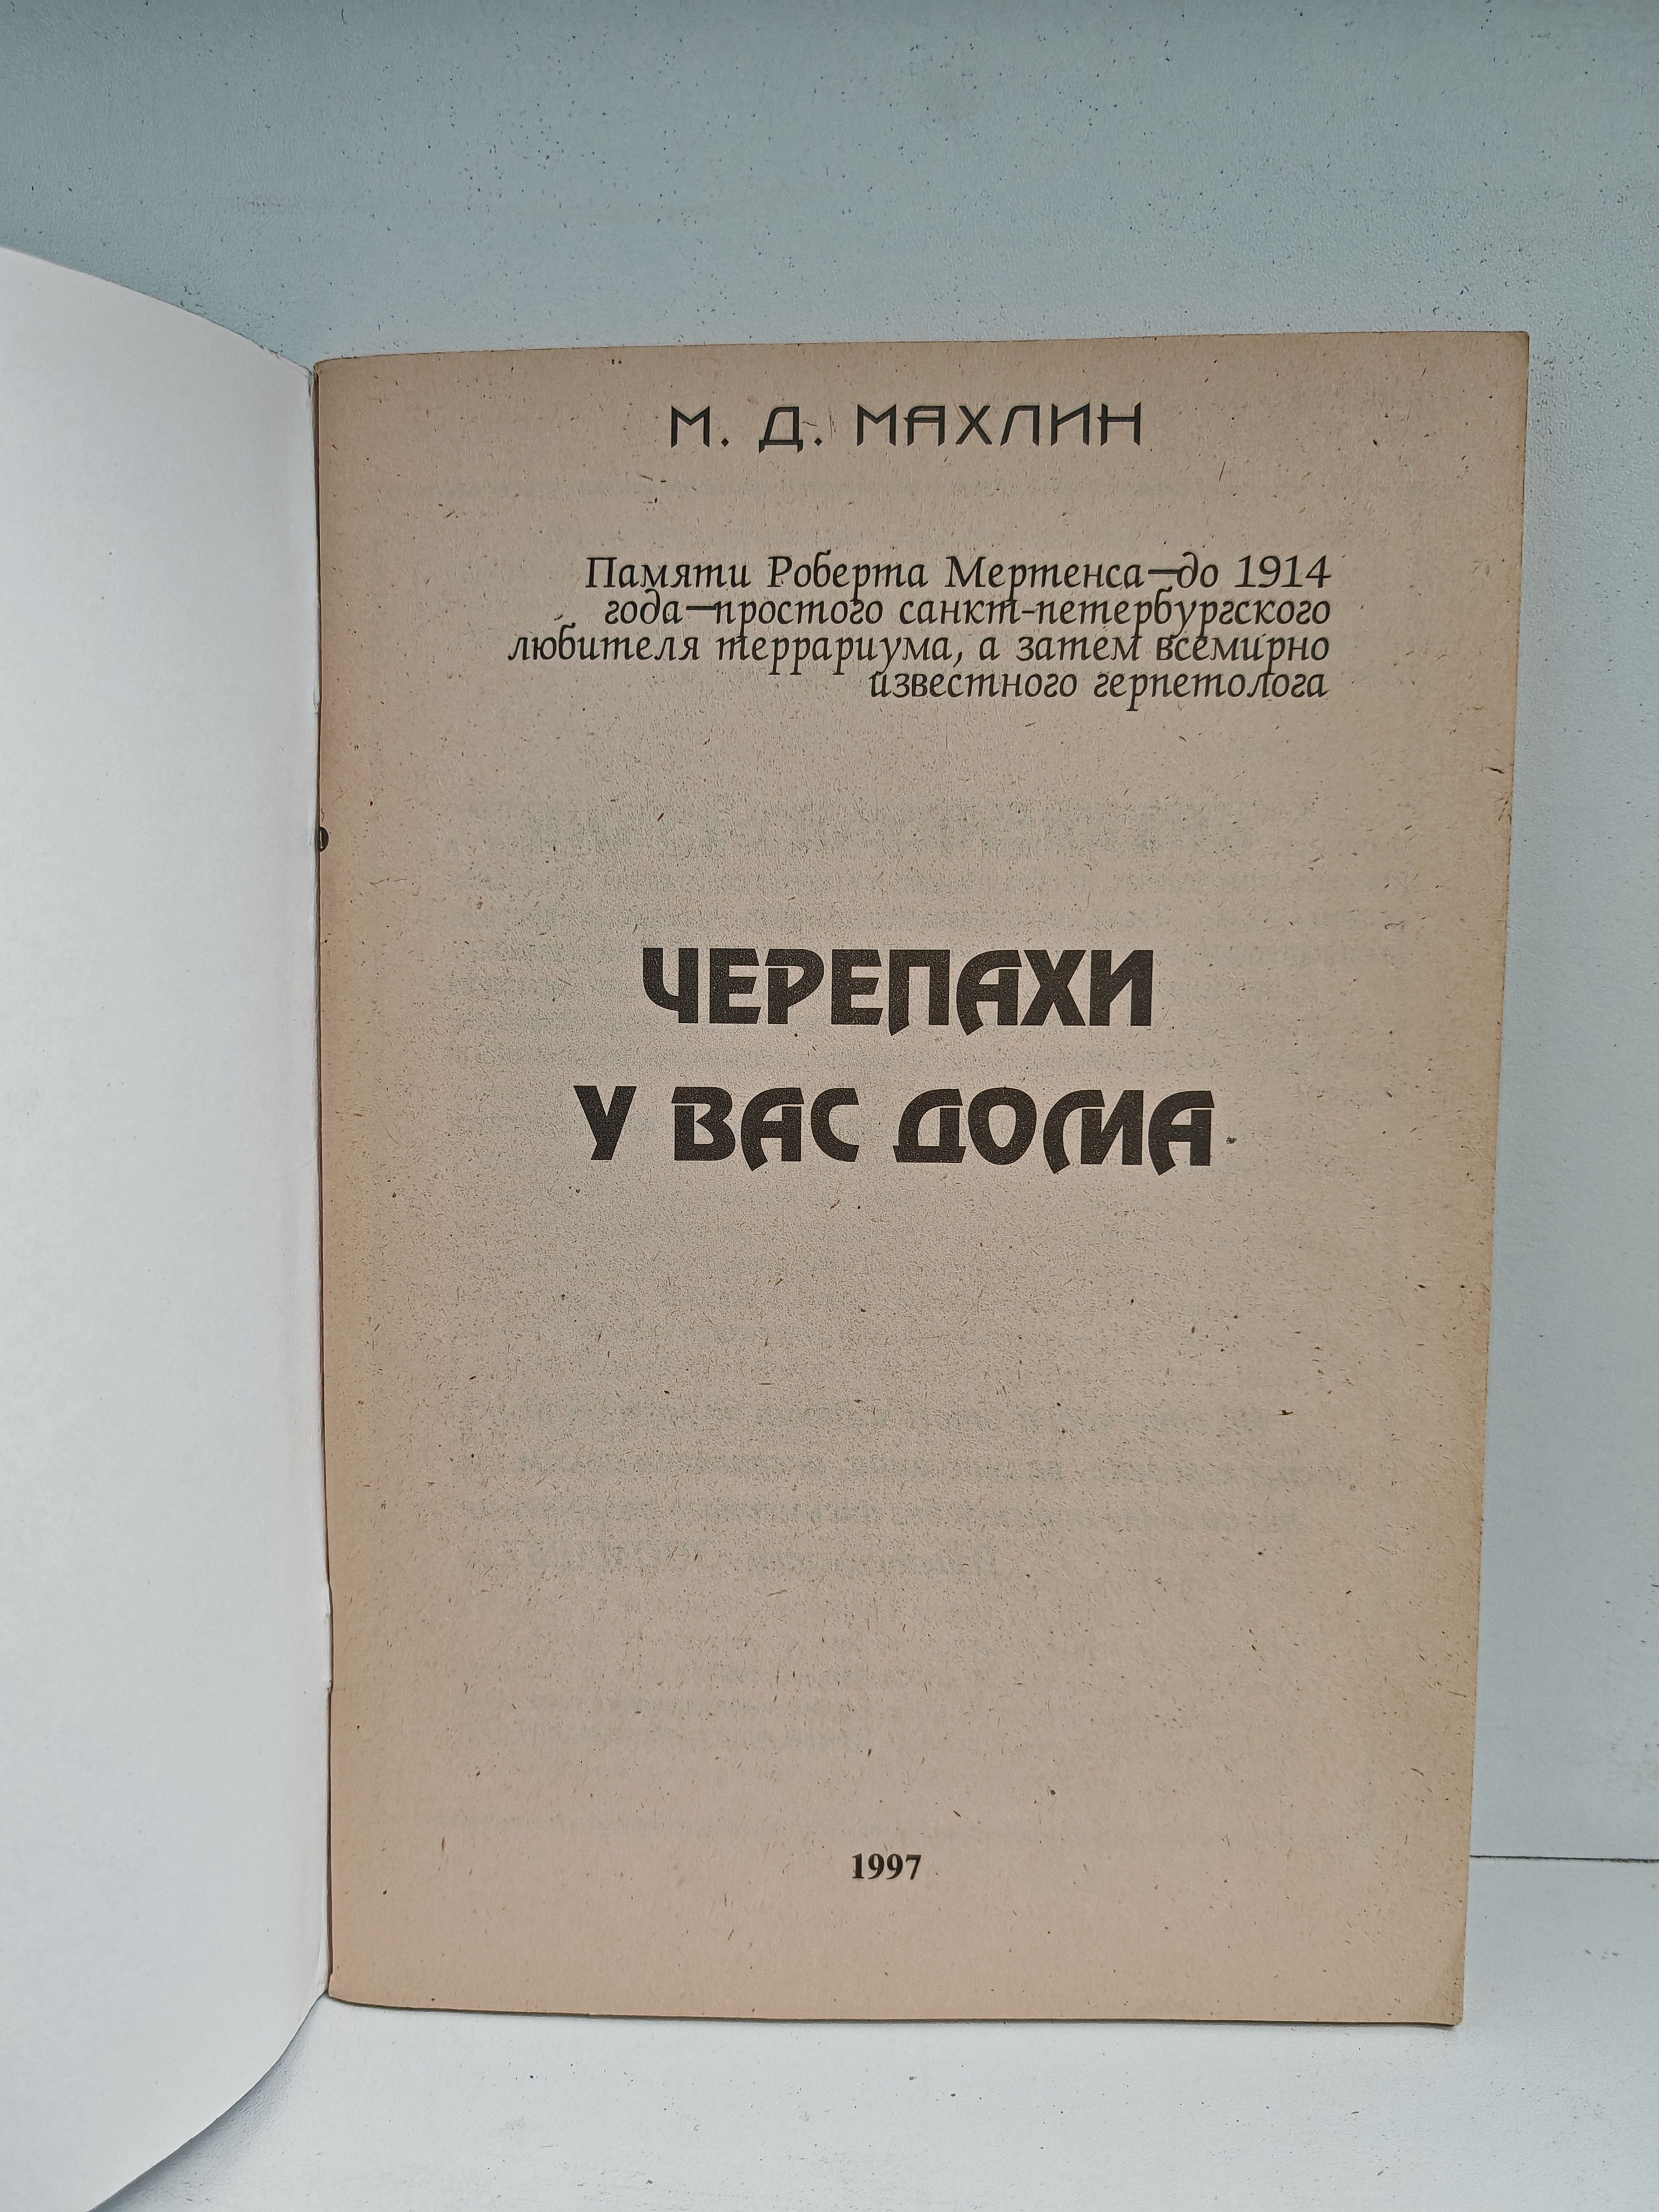 М. Д. МАХЛИН
Памяти Роберта Мертенса—до 1914
года—простого санкт-петербургского
любителя террариума, а затем всемирно
известного герпетолога
ЧЕРЕПАХИ
У ВАС ДОМА
1997